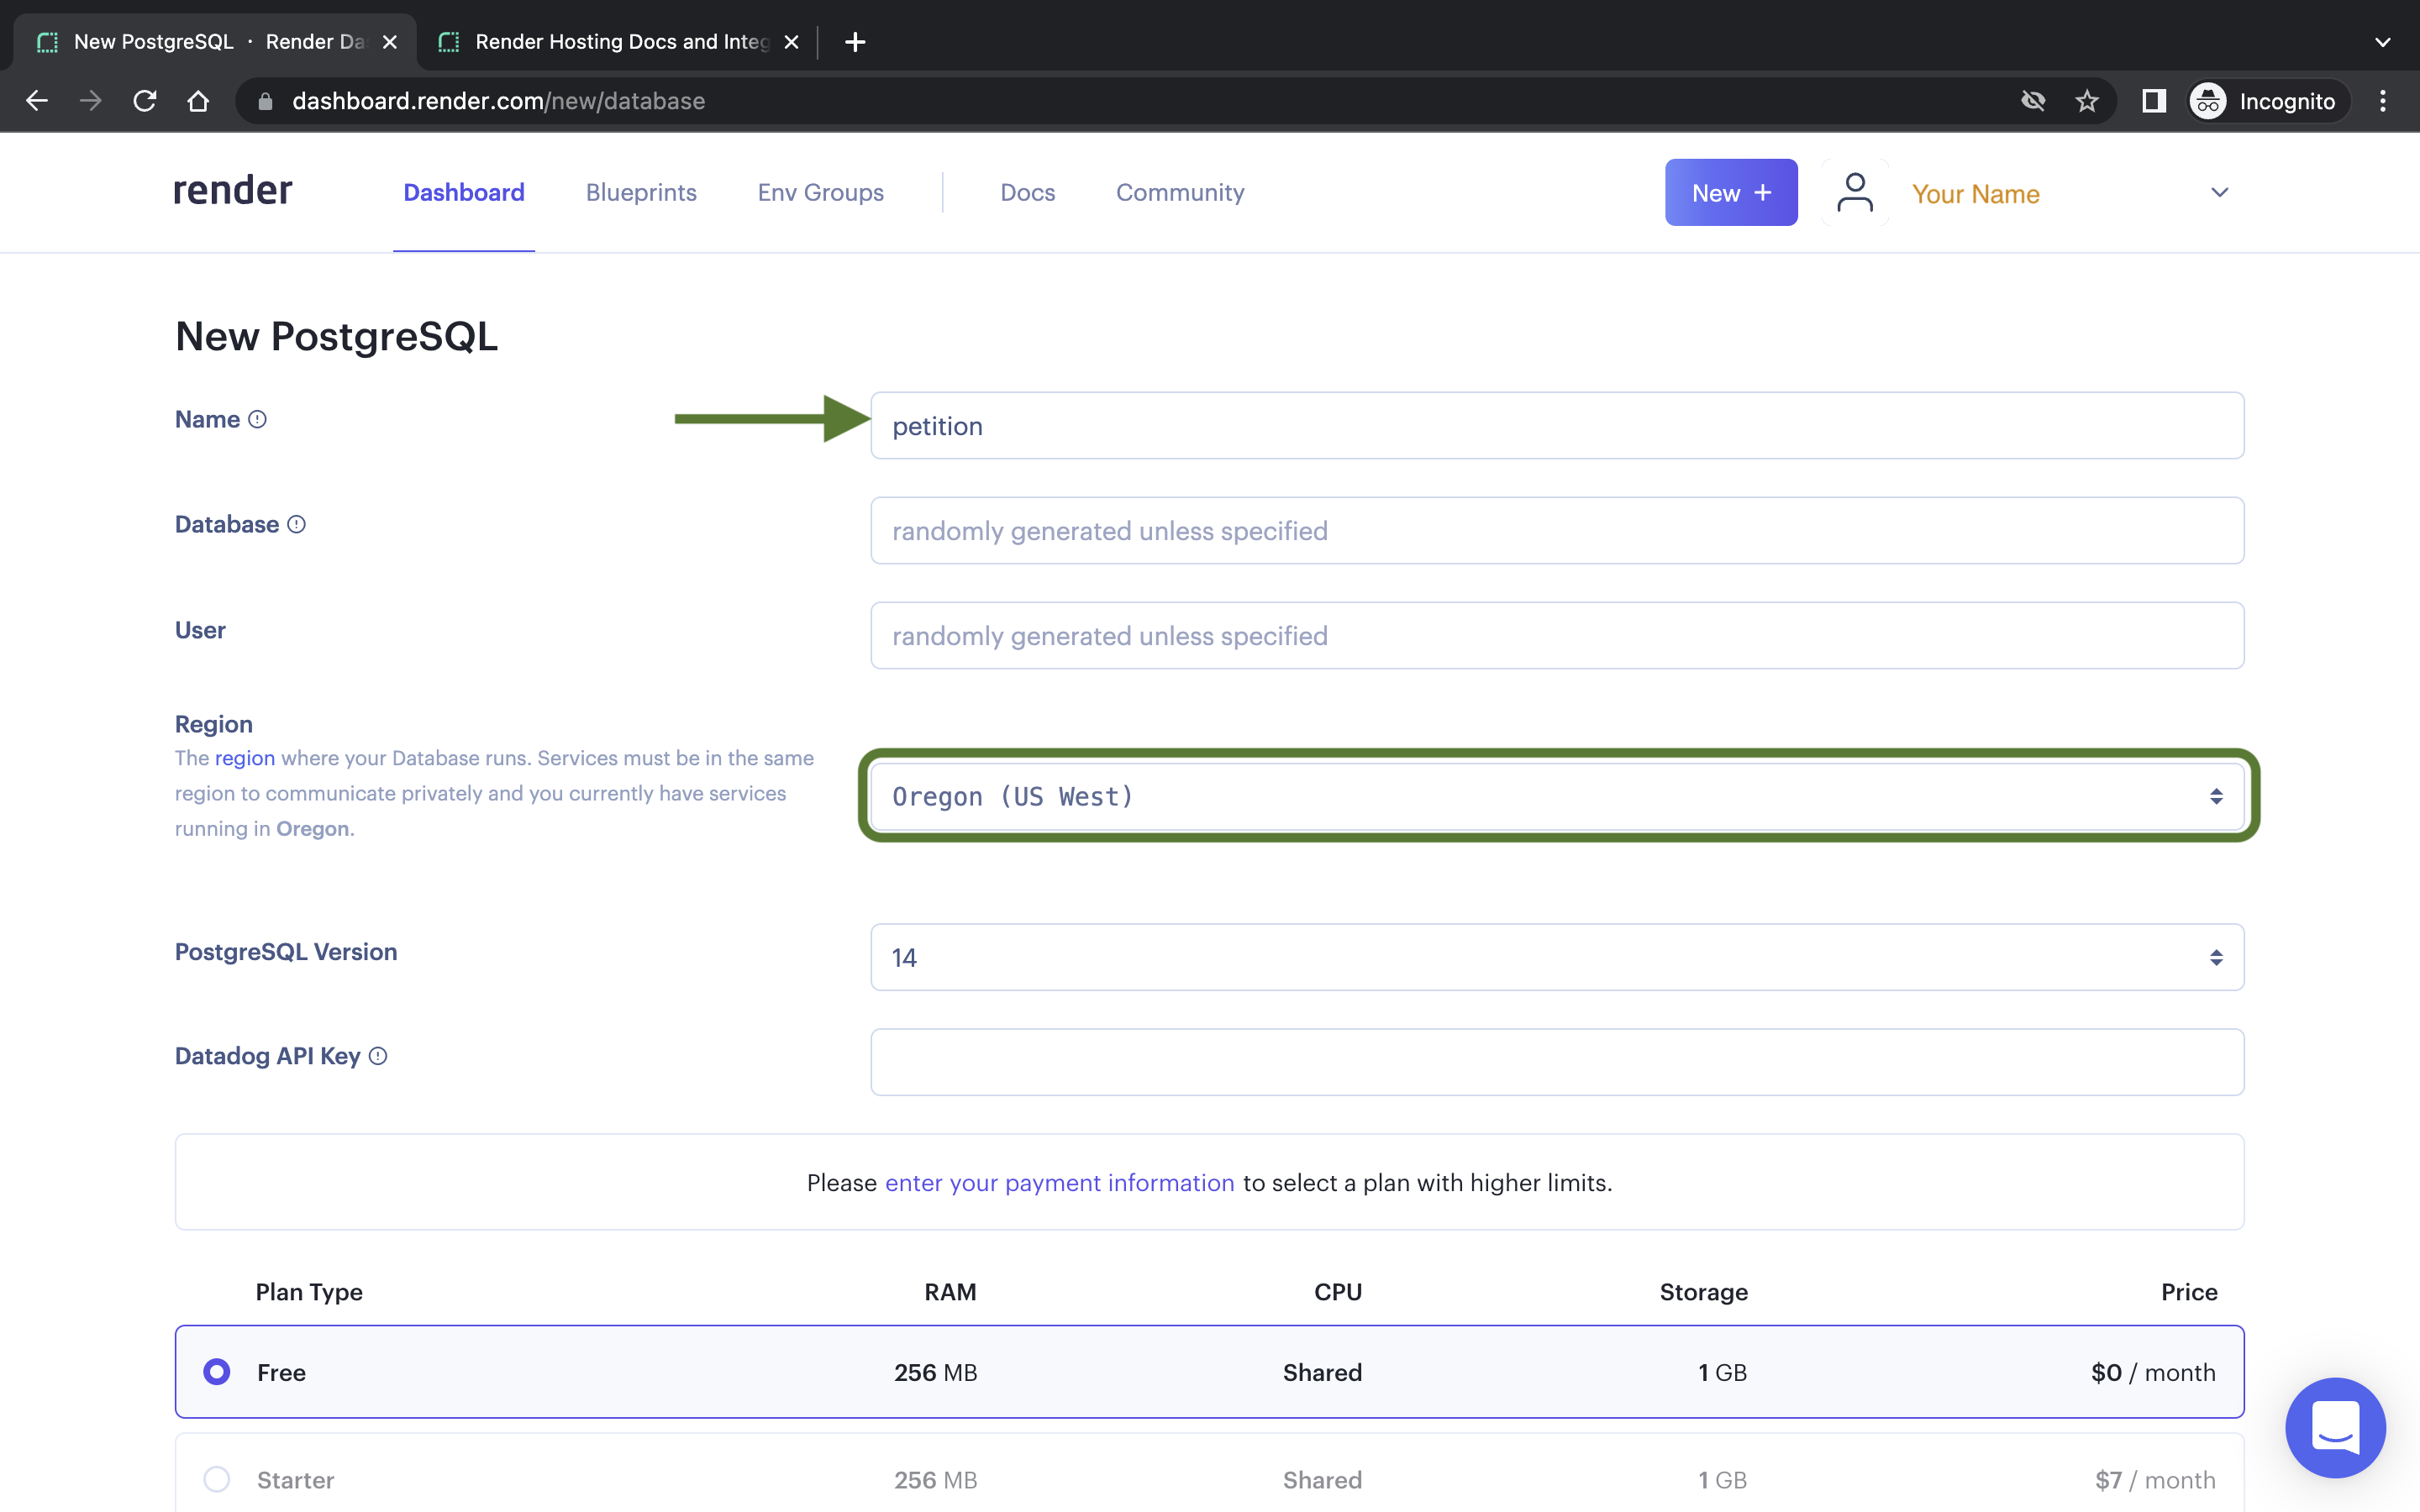 New PostgreSQL · Render Da
Render Hosting Docs and Integ
dashboard.render.com/new/database
Incognito
render
Dashboard
Blueprints
Env Groups
Docs
Community
New +
Your Name
New PostgreSQL
Name
petition
Database
randomly generated unless specified
User
randomly generated unless specified
Region
The region where your Database runs. Services must be in the same
region to communicate privately and you currently have services
running in Oregon.
Oregon (US West)
PostgreSQL Version
14
Datadog API Key
Please enter your payment information to select a plan with higher limits.
Plan Type RAM CPU Storage Price
Free 256 MB Shared 1 GB $0 / month
Starter 256 MB Shared 1 GB $7 / month